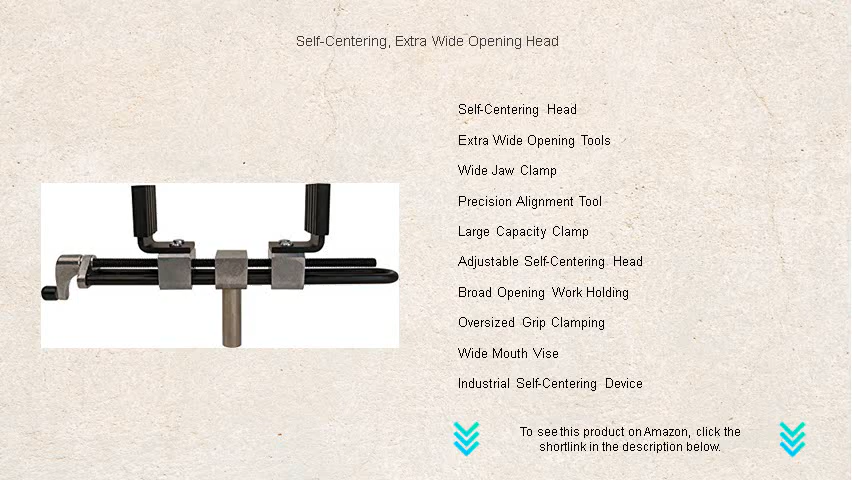 Self-Centering, Extra Wide Opening Head
Self-Centering Head
Extra Wide Opening Tools
Wide Jaw Clamp
Precision Alignment Tool
Large Capacity Clamp
Adjustable Self-Centering Head
Broad Opening Work Holding
Oversized Grip Clamping
Wide Mouth Vise
Industrial Self-Centering Device
To see this product on Amazon, click the
shortlink in the description below.